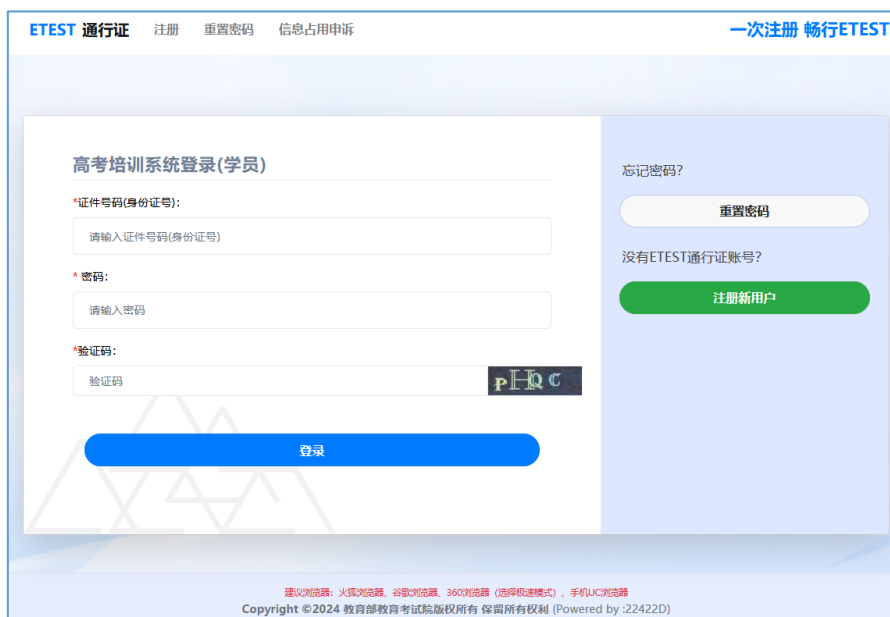 ETEST 通行证 注册 重置密码 信息占用申诉 一次注册 畅行ETEST
高考培训系统登录(学员)
*证件号码(身份证号)：
请输入证件号码(身份证号)
* 密码：
请输入密码
*验证码：
验证码 PHQC
登录
忘记密码？
重置密码
没有ETEST通行证账号？
注册新用户
建议浏览器：火狐浏览器、谷歌浏览器、360浏览器（选择极速模式）、手机UC浏览器
Copyright ©2024 教育部教育考试院版权所有 保留所有权利 (Powered by :22422D)